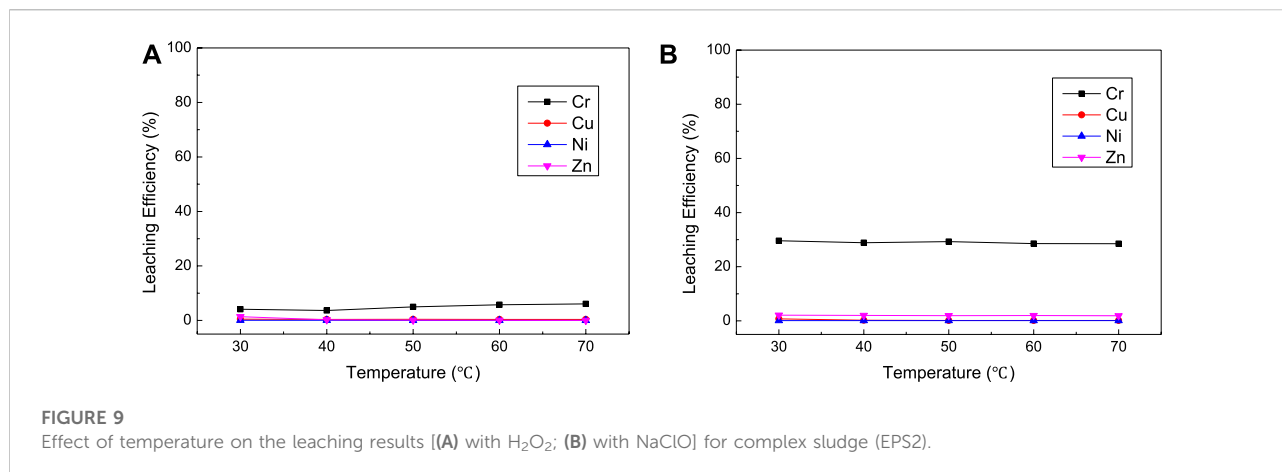 A
100
80
60
40
20
0
Leaching Efficiency (%)
Cr
Cu
Ni
Zn
30 40 50 60 70
Temperature (℃)
B
100
80
60
40
20
0
Leaching Efficiency (%)
Cr
Cu
Ni
Zn
30 40 50 60 70
Temperature (℃)
FIGURE 9
Effect of temperature on the leaching results [(A) with H₂O₂; (B) with NaClO] for complex sludge (EPS2).